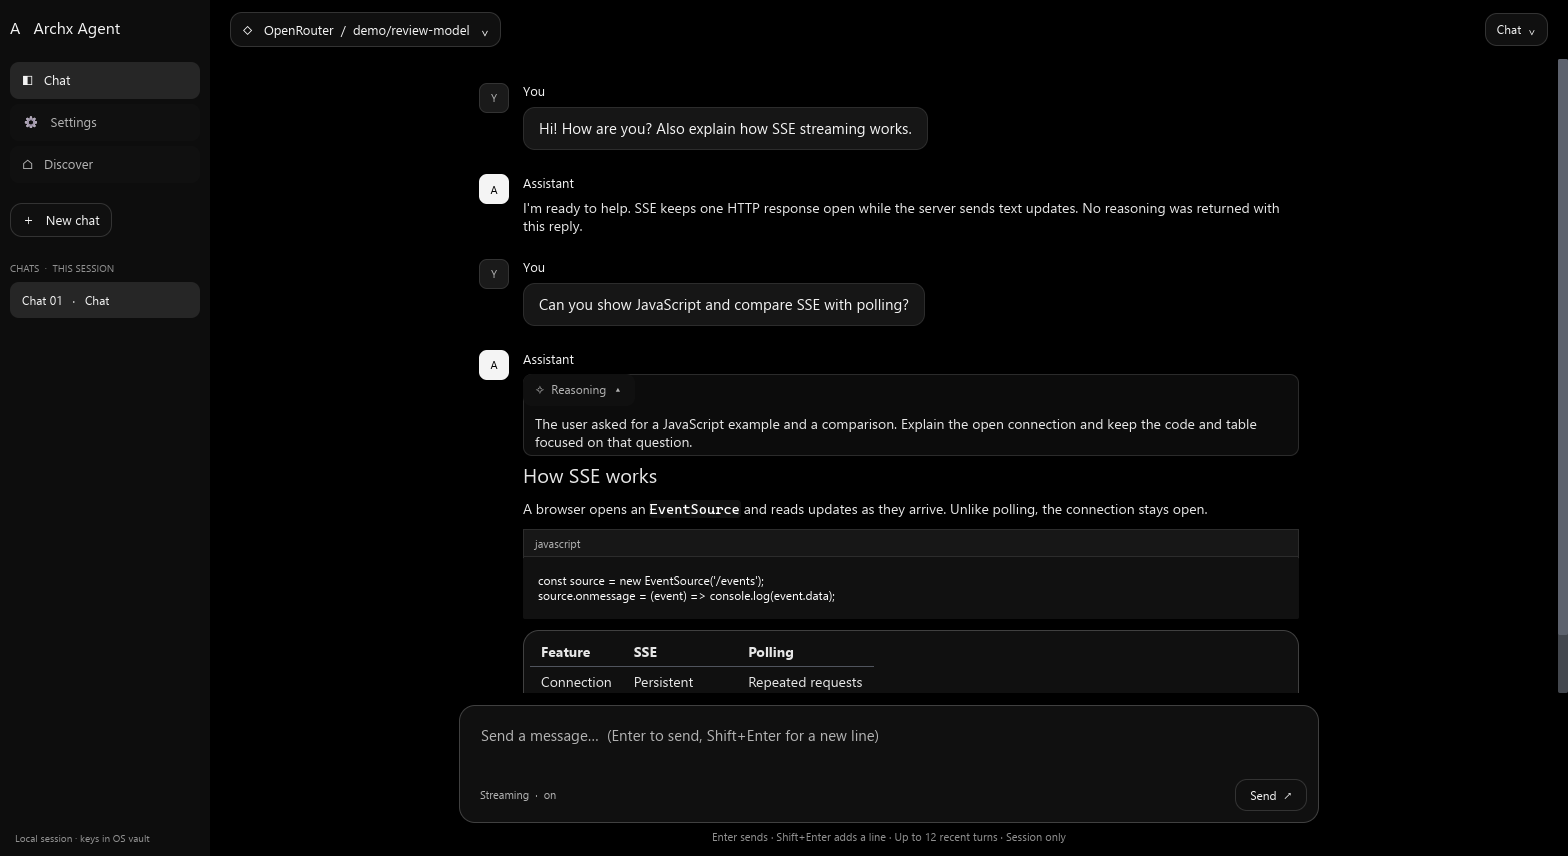 A Archx Agent
Chat
Settings
Discover
+ New chat
CHATS · THIS SESSION
Chat 01 · Chat
Local session · keys in OS vault
OpenRouter / demo/review-model
Chat
Y
You
Hi! How are you? Also explain how SSE streaming works.
A
Assistant
I'm ready to help. SSE keeps one HTTP response open while the server sends text updates. No reasoning was returned with
this reply.
Y
You
Can you show JavaScript and compare SSE with polling?
A
Assistant
Reasoning
The user asked for a JavaScript example and a comparison. Explain the open connection and keep the code and table
focused on that question.
How SSE works
A browser opens an EventSource and reads updates as they arrive. Unlike polling, the connection stays open.
javascript
const source = new EventSource('/events');
source.onmessage = (event) => console.log(event.data);
Feature SSE Polling
Connection Persistent Repeated requests
Send a message... (Enter to send, Shift+Enter for a new line)
Streaming · on
Send ↗
Enter sends · Shift+Enter adds a line · Up to 12 recent turns · Session only